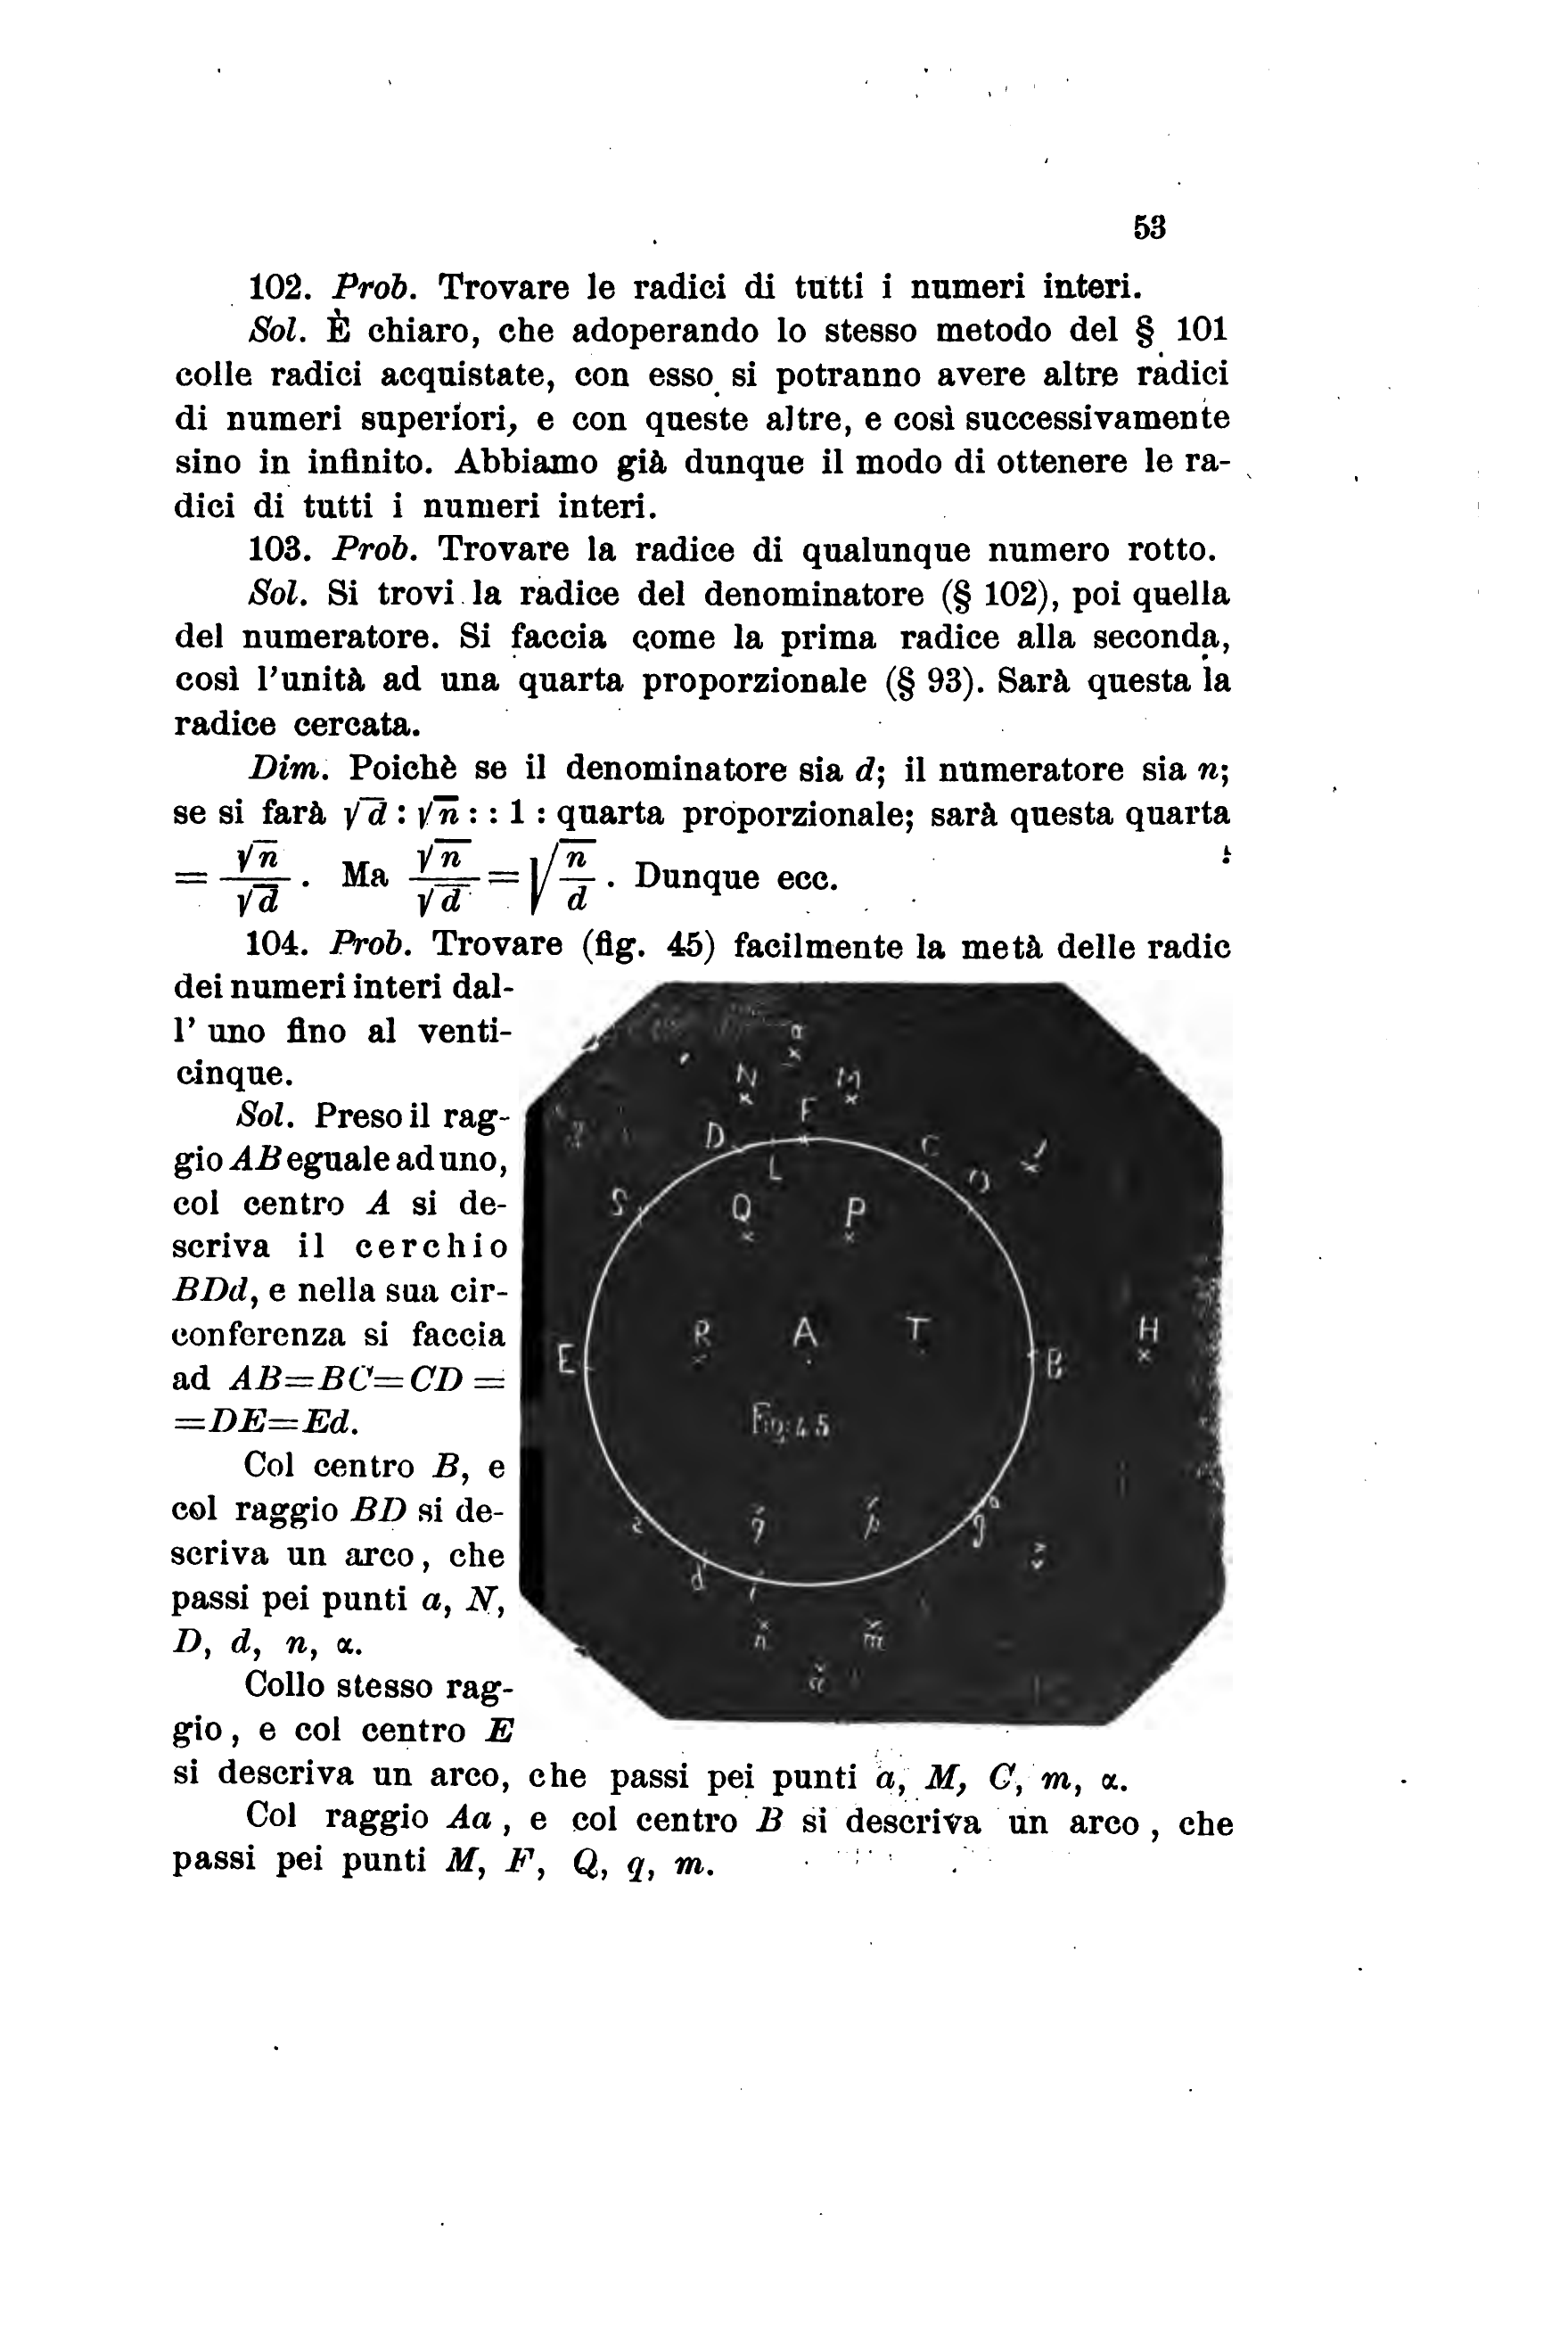 53
102. Prob. Trovare le radici di tutti i numeri interi.
Sol. È chiaro, che adoperando lo stesso metodo del § 101
colle radici acquistate, con esso si potranno avere altre radici
di numeri superiori, e con queste altre, e così successivamente
sino in infinito. Abbiamo già dunque il modo di ottenere le ra-
dici di tutti i numeri interi.
103. Prob. Trovare la radice di qualunque numero rotto.
Sol. Si trovi la radice del denominatore (§ 102), poi quella
del numeratore. Si faccia come la prima radice alla seconda,
così l'unità ad una quarta proporzionale (§ 93). Sarà questa la
radice cercata.
Dim. Poichè se il denominatore sia d; il numeratore sia n;
se si farà √d : √n : : 1 : quarta proporzionale; sarà questa quarta
= √n/√d. Ma √n/√d = √(n/d). Dunque ecc.
104. Prob. Trovare (fig. 45) facilmente la metà delle radic
dei numeri interi dal-
l' uno fino al venti-
cinque.
Sol. Preso il rag-
gio AB eguale ad uno,
col centro A si de-
scriva il cerchio
BDd, e nella sua cir-
conferenza si faccia
ad AB=BC=CD=
=DE=Ed.
Col centro B, e
col raggio BD si de-
scriva un arco, che
passi pei punti a, N,
D, d, n, α.
Collo stesso rag-
gio, e col centro E
si descriva un arco, che passi pei punti a, M, C, m, α.
Col raggio Aa, e col centro B si descriva un arco, che
passi pei punti M, F, Q, q, m.
a
N M
F
D C
L
S Q P
R A T H
E B
Fig. 45
q p g
d
n m